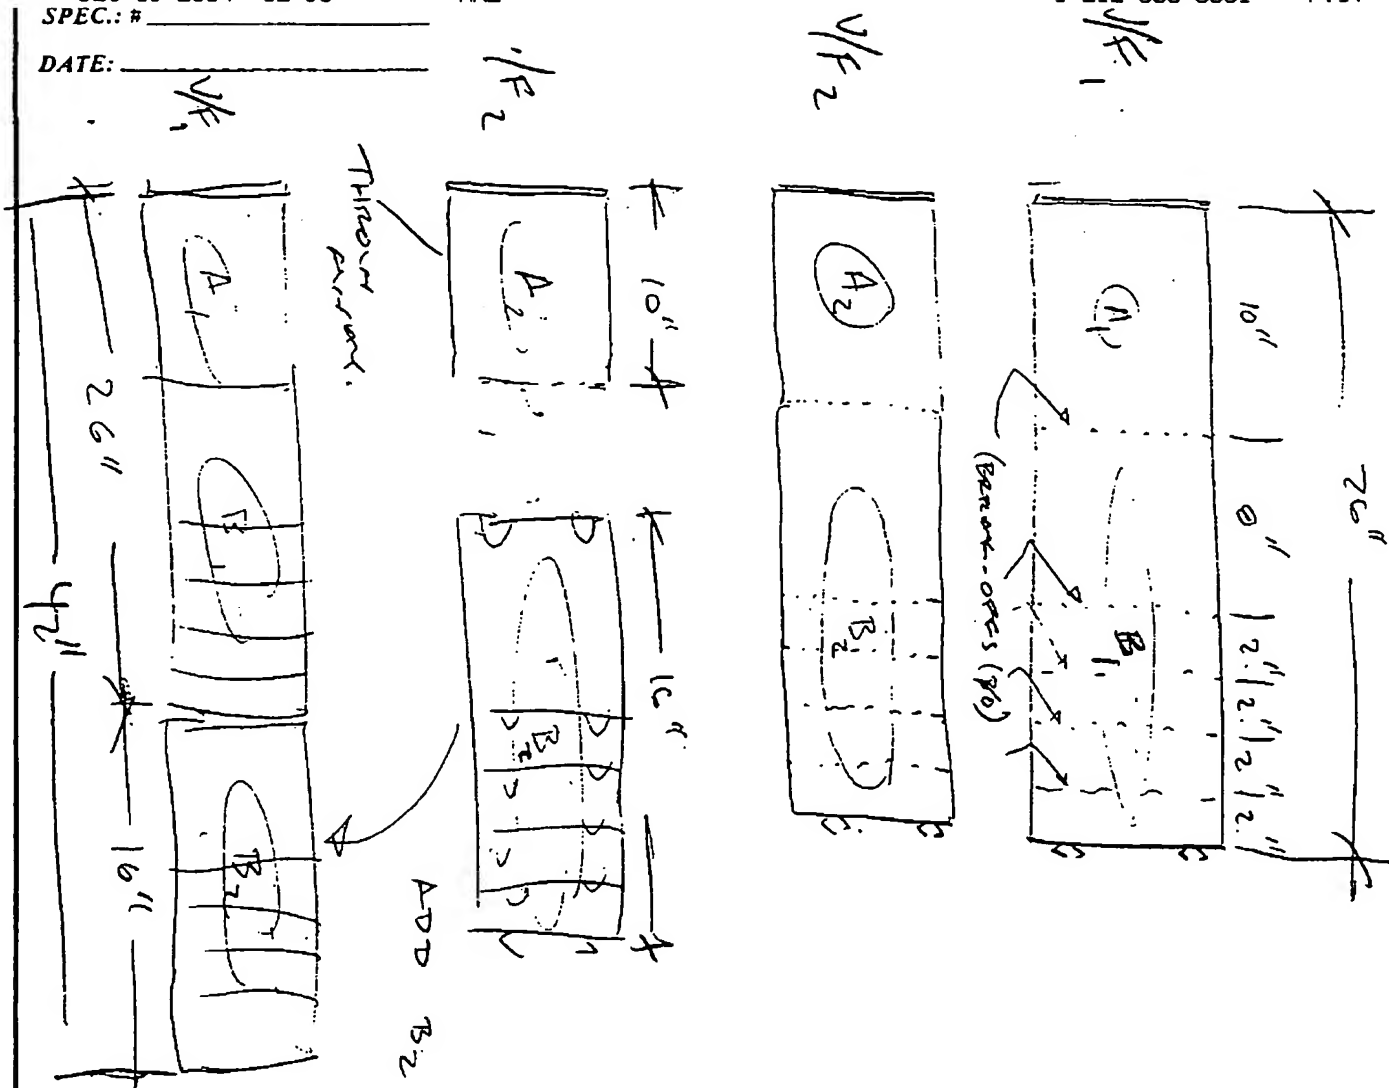 SPEC.: #
DATE:
V/F1
V/F2
V/F2
V/F1
A1
B1
B2
26"
16"
42"
THROW
AWAY.
A2
10"
B2
16"
ADD B2
A2
B2
A1
B1
(BREAK-OFFS (B/O)
10"
8"
2" 2" 2" 2"
26"